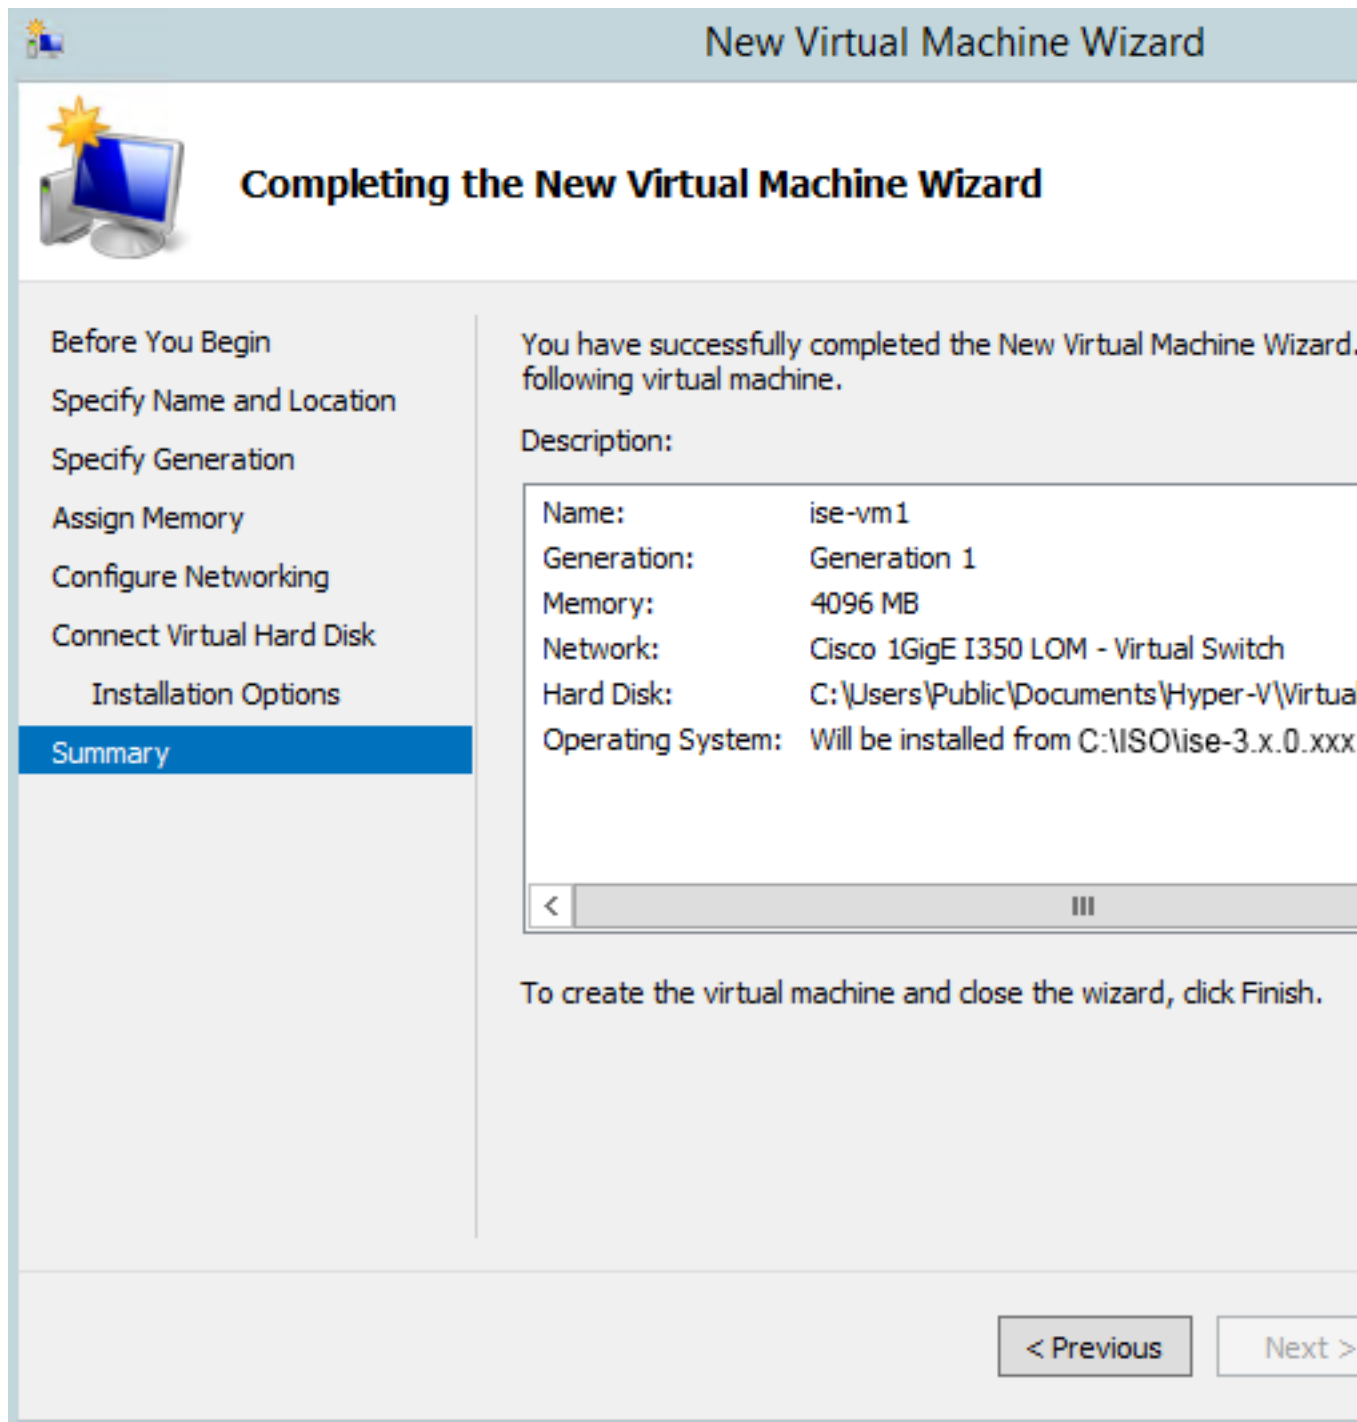 New Virtual Machine Wizard
Completing the New Virtual Machine Wizard
Before You Begin
Specify Name and Location
Specify Generation
Assign Memory
Configure Networking
Connect Virtual Hard Disk
Installation Options
Summary
You have successfully completed the New Virtual Machine Wizard.
following virtual machine.
Description:
Name: ise-vm1
Generation: Generation 1
Memory: 4096 MB
Network: Cisco 1GigE I350 LOM - Virtual Switch
Hard Disk: C:\Users\Public\Documents\Hyper-V\Virtual
Operating System: Will be installed from C:\ISO\ise-3.x.0.xxx
To create the virtual machine and close the wizard, click Finish.
< Previous
Next >